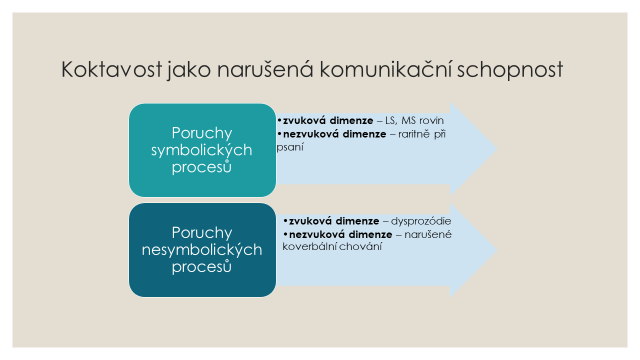 Koktavost jako narušená komunikační schopnost
Poruchy
symbolických
procesů
•zvuková dimenze – LS, MS rovin
•nezvuková dimenze – raritně při
psaní
Poruchy
nesymbolických
procesů
•zvuková dimenze – dysprozódie
•nezvuková dimenze – narušené
koverbální chování